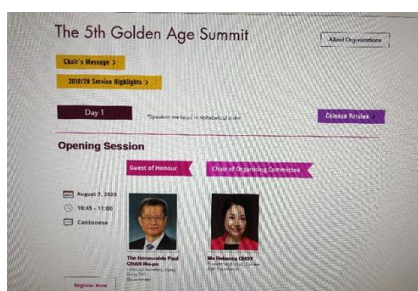 The 5th Golden Age Summit
Allied Organizations
Chair's Message >
2019/20 Service Highlights >
Day 1
*Speakers are listed in alphabetical order
Chinese Version
Opening Session
Guest of Honour
Chair of Organising Committee
August 7, 2020
10:45 - 11:00
Cantonese
The Honourable Paul
CHAN Mo-po
Ms Rebecca CHOY
Register Now